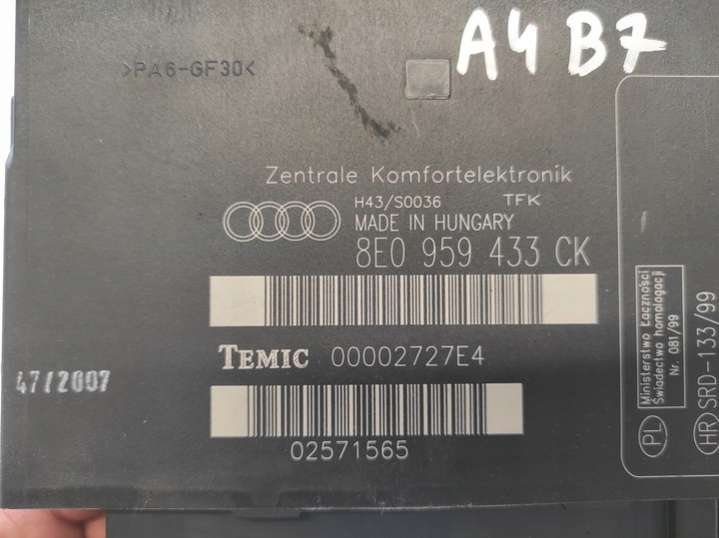 A4 B7
>PA6-GF30<
Zentrale Komfortelektronik
H43/S0036 TFK
MADE IN HUNGARY
8E0 959 433 CK
TEMIC 00002727E4
47/2007
02571565
Ministerstwo Łączności
Świadectwo homologacji
Nr. 081/99
PL
HR SRD-133/99